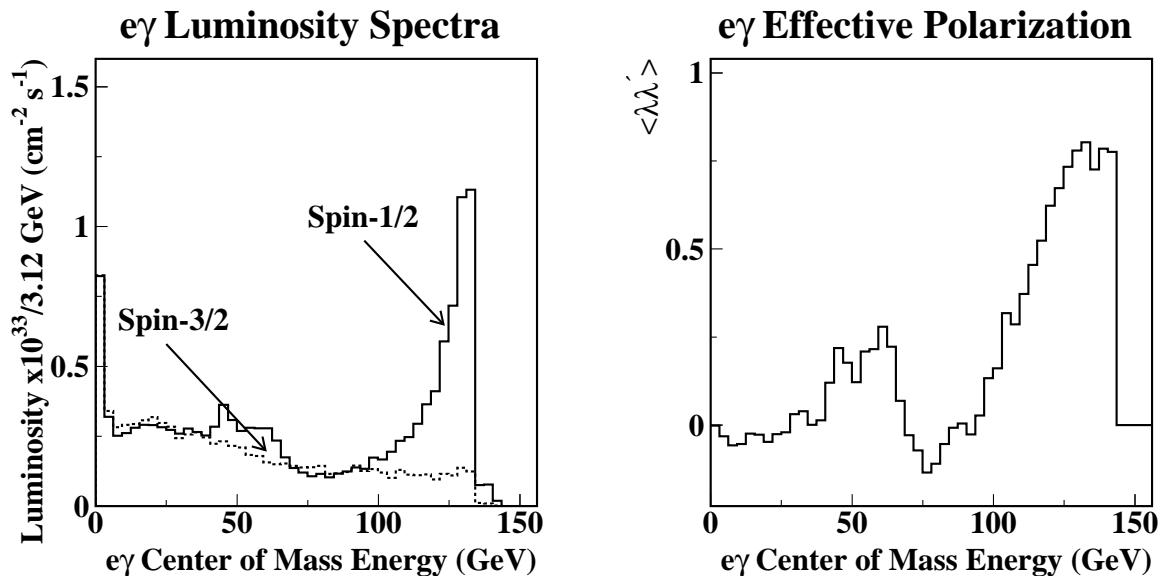 eγ Luminosity Spectra
Luminosity x10³³/3.12 GeV (cm⁻² s⁻¹)
1.5
1
0.5
0
Spin-1/2
Spin-3/2
0 50 100 150
eγ Center of Mass Energy (GeV)
eγ Effective Polarization
<λλ′>
1
0.5
0
0 50 100 150
eγ Center of Mass Energy (GeV)